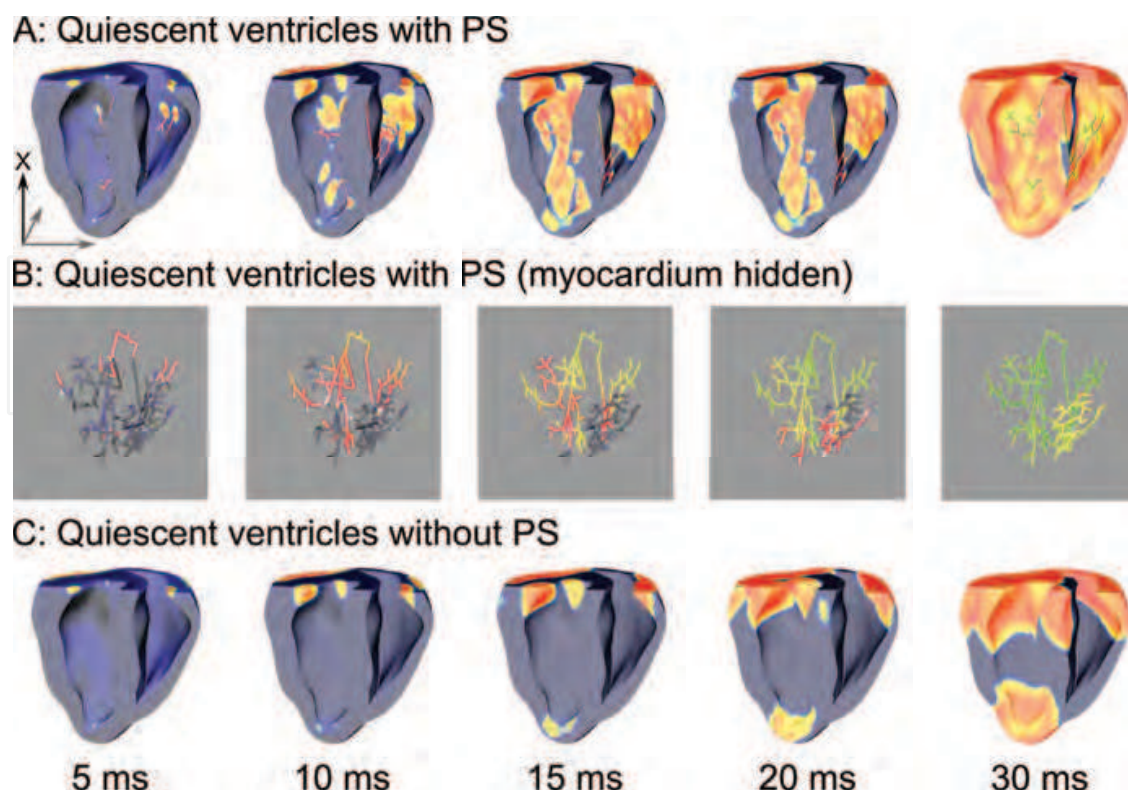 A: Quiescent ventricles with PS
x
B: Quiescent ventricles with PS (myocardium hidden)
C: Quiescent ventricles without PS
5 ms 10 ms 15 ms 20 ms 30 ms